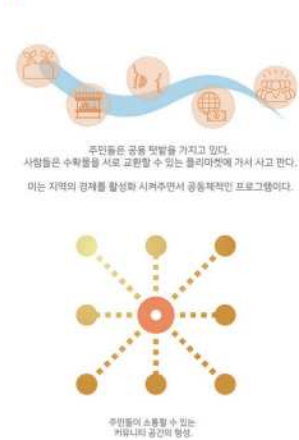 주민들은 공용 텃밭을 가지고 있다.
사람들은 수확물을 서로 교환할 수 있는 플리마켓에 가서 사고 판다.
이는 지역의 경제를 활성화 시켜주면서 공동체적인 프로그램이다.
주민들이 소통할 수 있는
커뮤니티 공간의 형성.